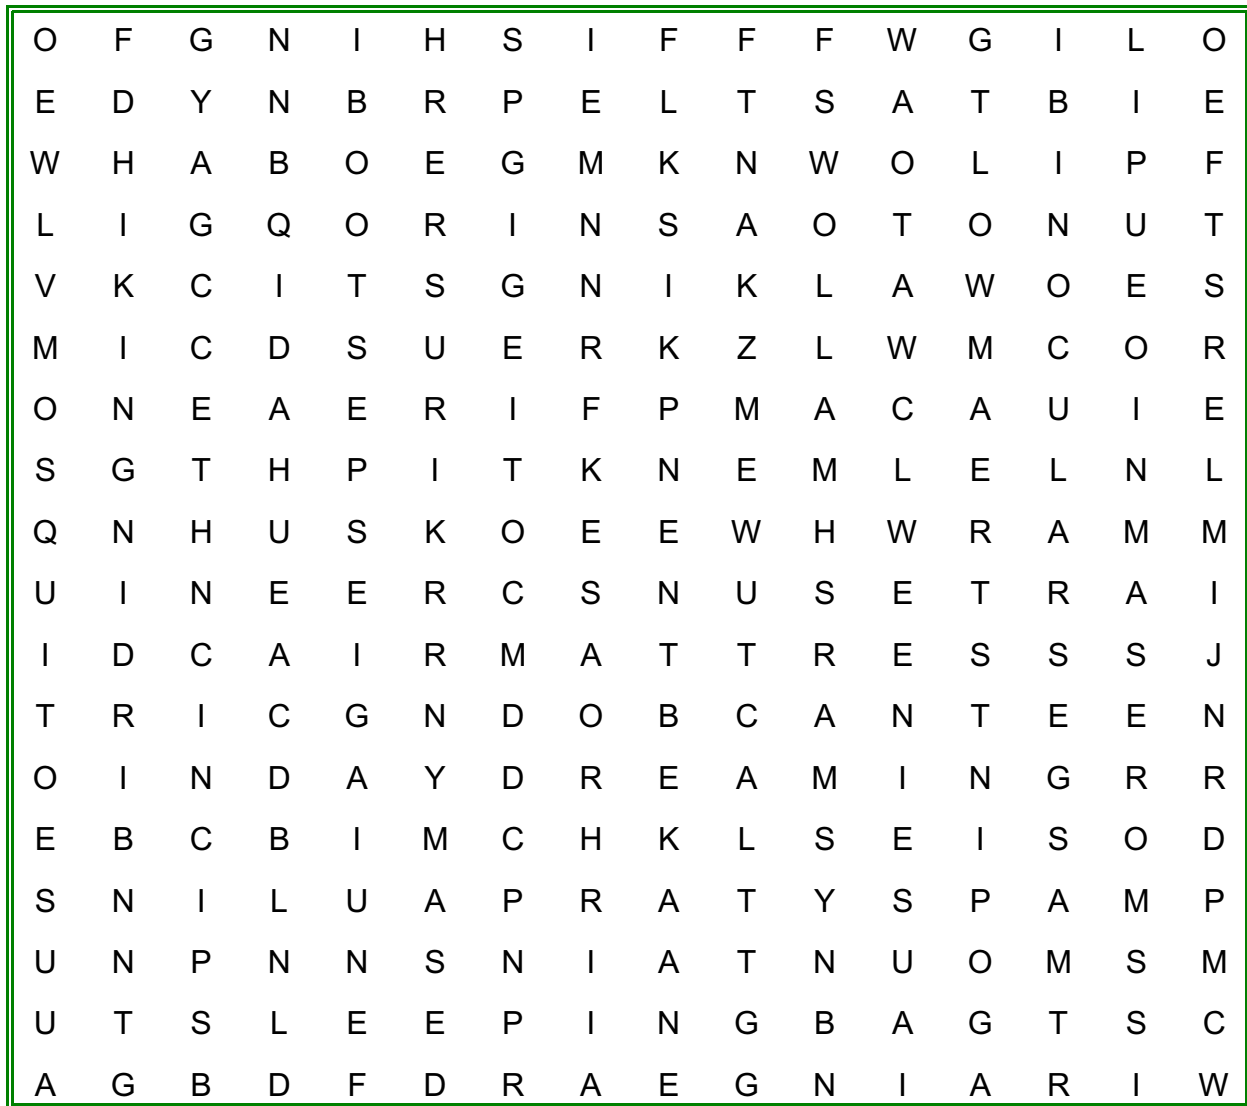 O F G N I H S I F F F W G I L O
E D Y N B R P E L T S A T B I E
W H A B O E G M K N W O L I P F
L I G Q O R I N S A O T O N U T
V K C I T S G N I K L A W O E S
M I C D S U E R K Z L W M C O R
O N E A E R I F P M A C A U I E
S G T H P I T K N E M L E L N L
Q N H U S K O E E W H W R A M M
U I N E E R C S N U S E T R A I
I D C A I R M A T T R E S S S J
T R I C G N D O B C A N T E E N
O I N D A Y D R E A M I N G R R
E B C B I M C H K L S E I S O D
S N I L U A P R A T Y S P A M P
U N P N N S N I A T N U O M S M
U T S L E E P I N G B A G T S C
A G B D F D R A E G N I A R I W